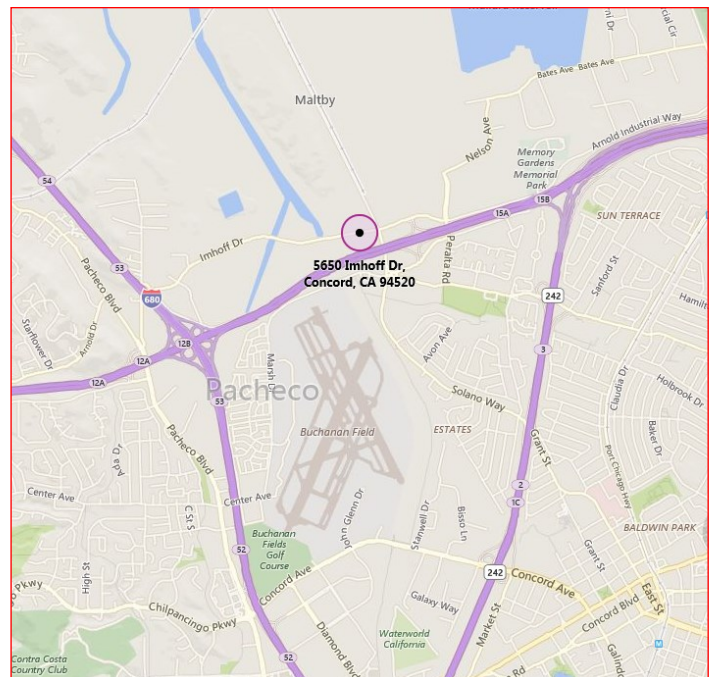 Bates Ave
Bates Ave
Maltby
Arnold Industrial Way
Nelson Ave
Memory
Gardens
Memorial
Park
54
15B
15A
SUN TERRACE
Imhoff Dr
Peralta Rd
5650 Imhoff Dr,
Concord, CA 94520
Sanford St
53
Pacheco Blvd
680
242
Starflower Dr
Arnold Dr
12B
Avon Ave
3
12A
12A
Marsh Dr
Pacheco
53
Solano Way
Claudia Dr
Holbrook Dr
Buchanan Field
ESTATES
Grant St
Baker Dr
Pacheco Blvd
Ada Dr
Port Chicago Hwy
2
1C
Center Ave
Center Ave
C St S
John Glenn Dr
Stanwell Dr
Bisso Ln
BALDWIN PARK
Buchanan
Fields
Golf
Course
52
High St
Grant St
Concord Ave
242
Concord Ave
East St
Chilpancingo Pkwy
Galaxy Way
Market St
Concord Blvd
Diamond Blvd
Waterworld
California
52
Contra Costa
Country Club